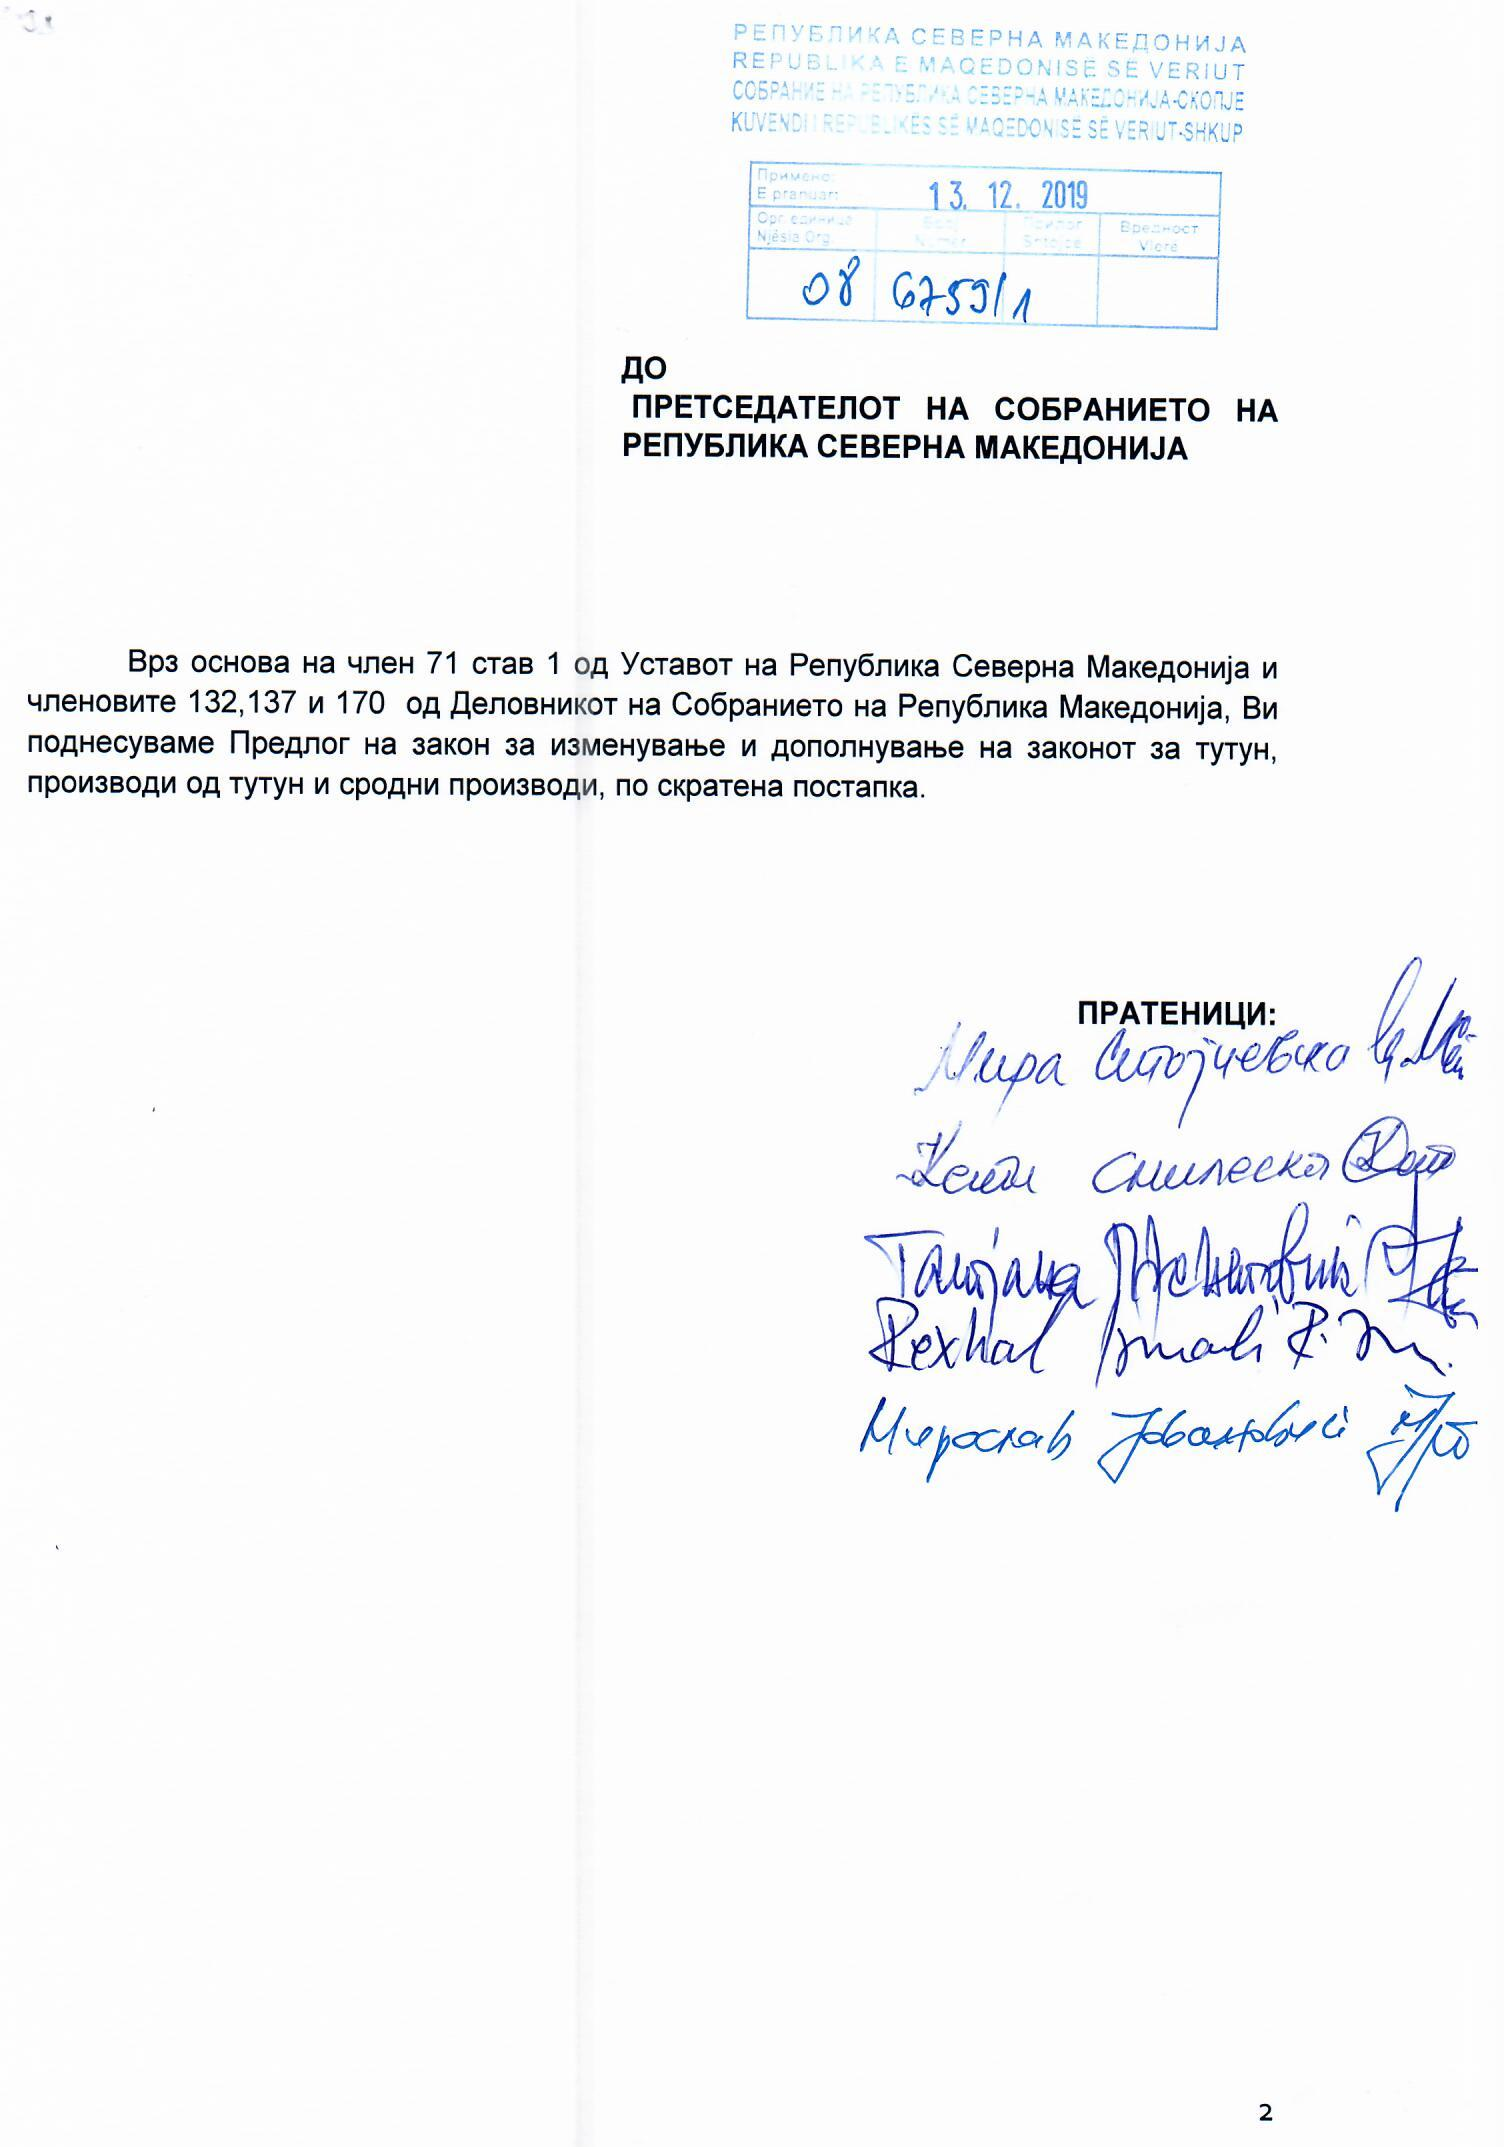 РЕПУБЛИКА СЕВЕРНА МАКЕДОНИЈА
REPUBLIKA E MAQEDONISË SË VERIUT
СОБРАНИЕ НА РЕПУБЛИКА СЕВЕРНА МАКЕДОНИЈА-СКОПЈЕ
KUVENDI I REPUBLIKËS SË MAQEDONISË SË VERIUT-SHKUP
Примено:
E pranuar: 13. 12. 2019
Орг единица Број Прилог Вредност
Njësia Org. Numër Shtojcë Vlerë
08 6759/1
ДО
ПРЕТСЕДАТЕЛОТ НА СОБРАНИЕТО НА
РЕПУБЛИКА СЕВЕРНА МАКЕДОНИЈА
Врз основа на член 71 став 1 од Уставот на Република Северна Македонија и
членовите 132,137 и 170 од Деловникот на Собранието на Република Македонија, Ви
поднесуваме Предлог на закон за изменување и дополнување на законот за тутун,
производи од тутун и сродни производи, по скратена постапка.
ПРАТЕНИЦИ:
Мира Стојчевска
Кети Смилеска
Татјана
Rexhail Ismaili
Мирослав Јовановиќ
2